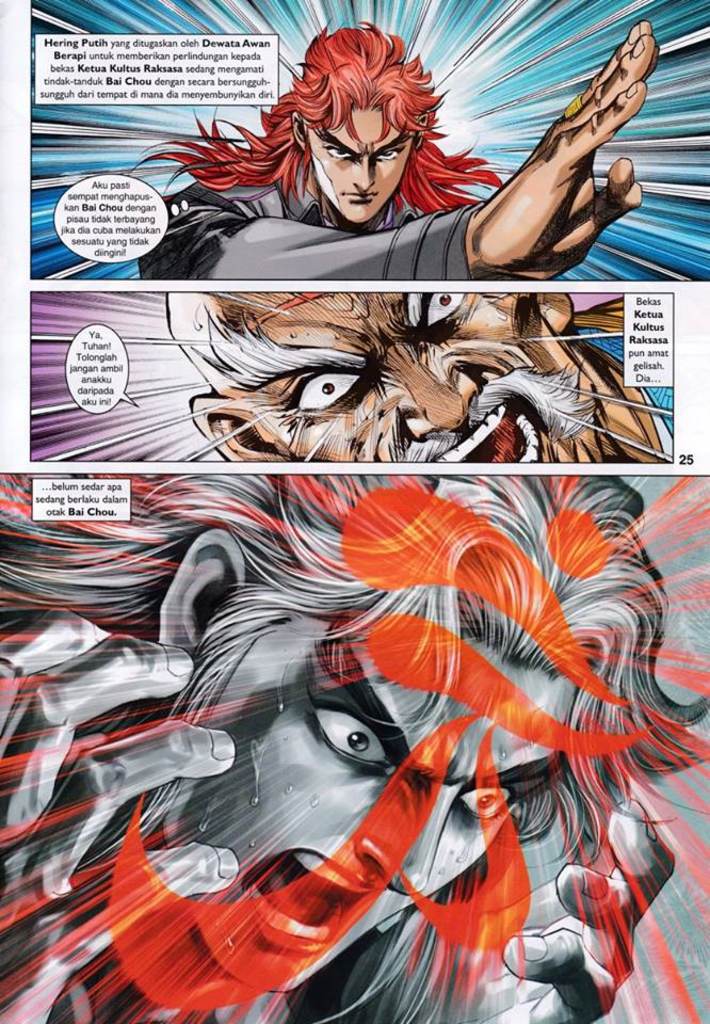 Hering Putih yang ditugaskan oleh Dewata Awan
Berapi untuk memberikan perlindungan kepada
bekas Ketua Kultus Raksasa sedang mengamati
tindak-tanduk Bai Chou dengan secara bersungguh-
sungguh dari tempat di mana dia menyembunyikan diri.
Aku pasti
sempat menghapus-
kan Bai Chou dengan
pisau tidak terbayang
jika dia cuba melakukan
sesuatu yang tidak
diingini!
Ya,
Tuhan!
Tolonglah
jangan ambil
anakku
daripada
aku ini!
Bekas
Ketua
Kultus
Raksasa
pun amat
gelisah.
Dia...
25
...belum sedar apa
sedang berlaku dalam
otak Bai Chou.